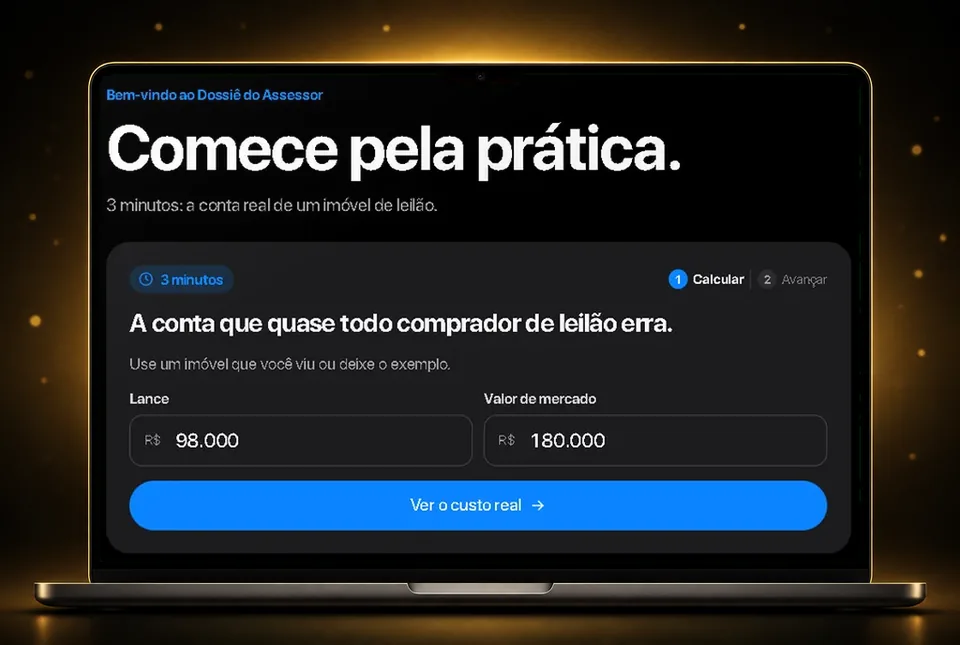 Bem-vindo ao Dossiê do Assessor
Comece pela prática.
3 minutos: a conta real de um imóvel de leilão.
3 minutos
1 Calcular 2 Avançar
A conta que quase todo comprador de leilão erra.
Use um imóvel que você viu ou deixe o exemplo.
Lance Valor de mercado
R$ 98.000 R$ 180.000
Ver o custo real →